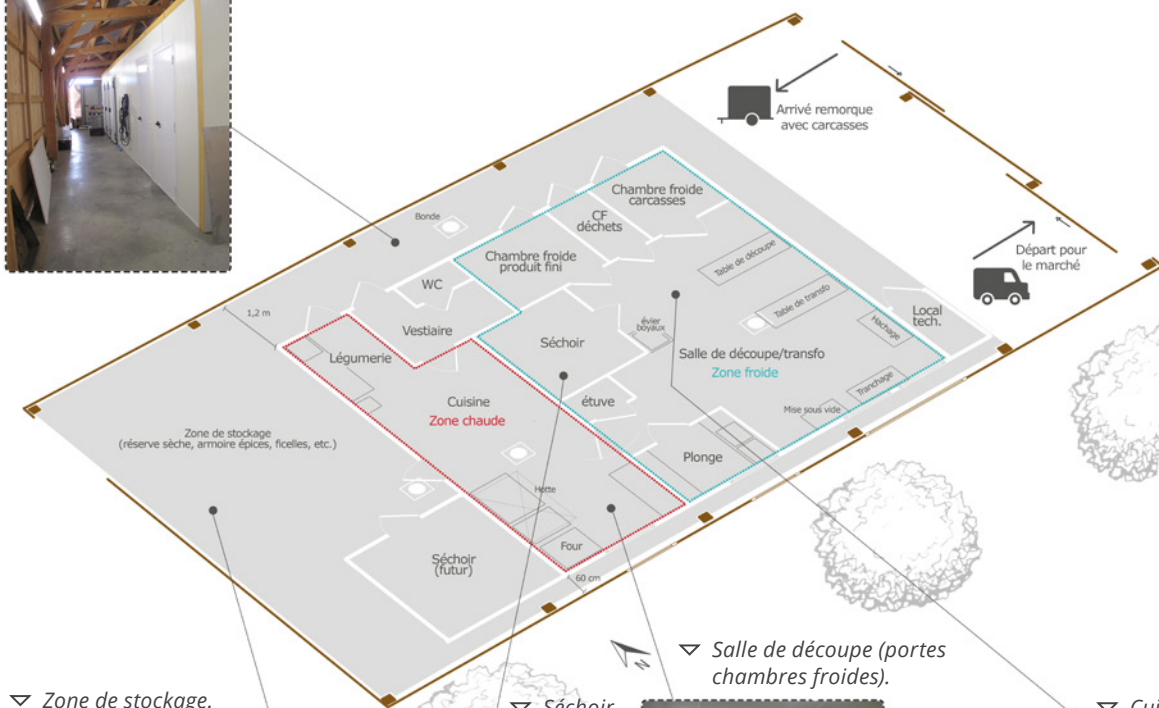 Arrivé remorque
avec carcasses
Départ pour
le marché
Chambre froide
carcasses
CF
déchets
Bonde
Chambre froide
produit fini
Table de découpe
Table de transfo
WC
Vestiaire
1,2 m
Légumerie
Séchoir
évier
boyaux
Hachage
Local
tech.
Salle de découpe/transfo
Zone froide
Tranchage
Mise sous vide
Cuisine
Zone chaude
étuve
Plonge
Zone de stockage
(réserve sèche, armoire épices, ficelles, etc.)
Hotte
Four
60 cm
Séchoir
(futur)
N
▽ Salle de découpe (portes
chambres froides).
▽ Zone de stockage.
▽ Séchoir
▽ Cui